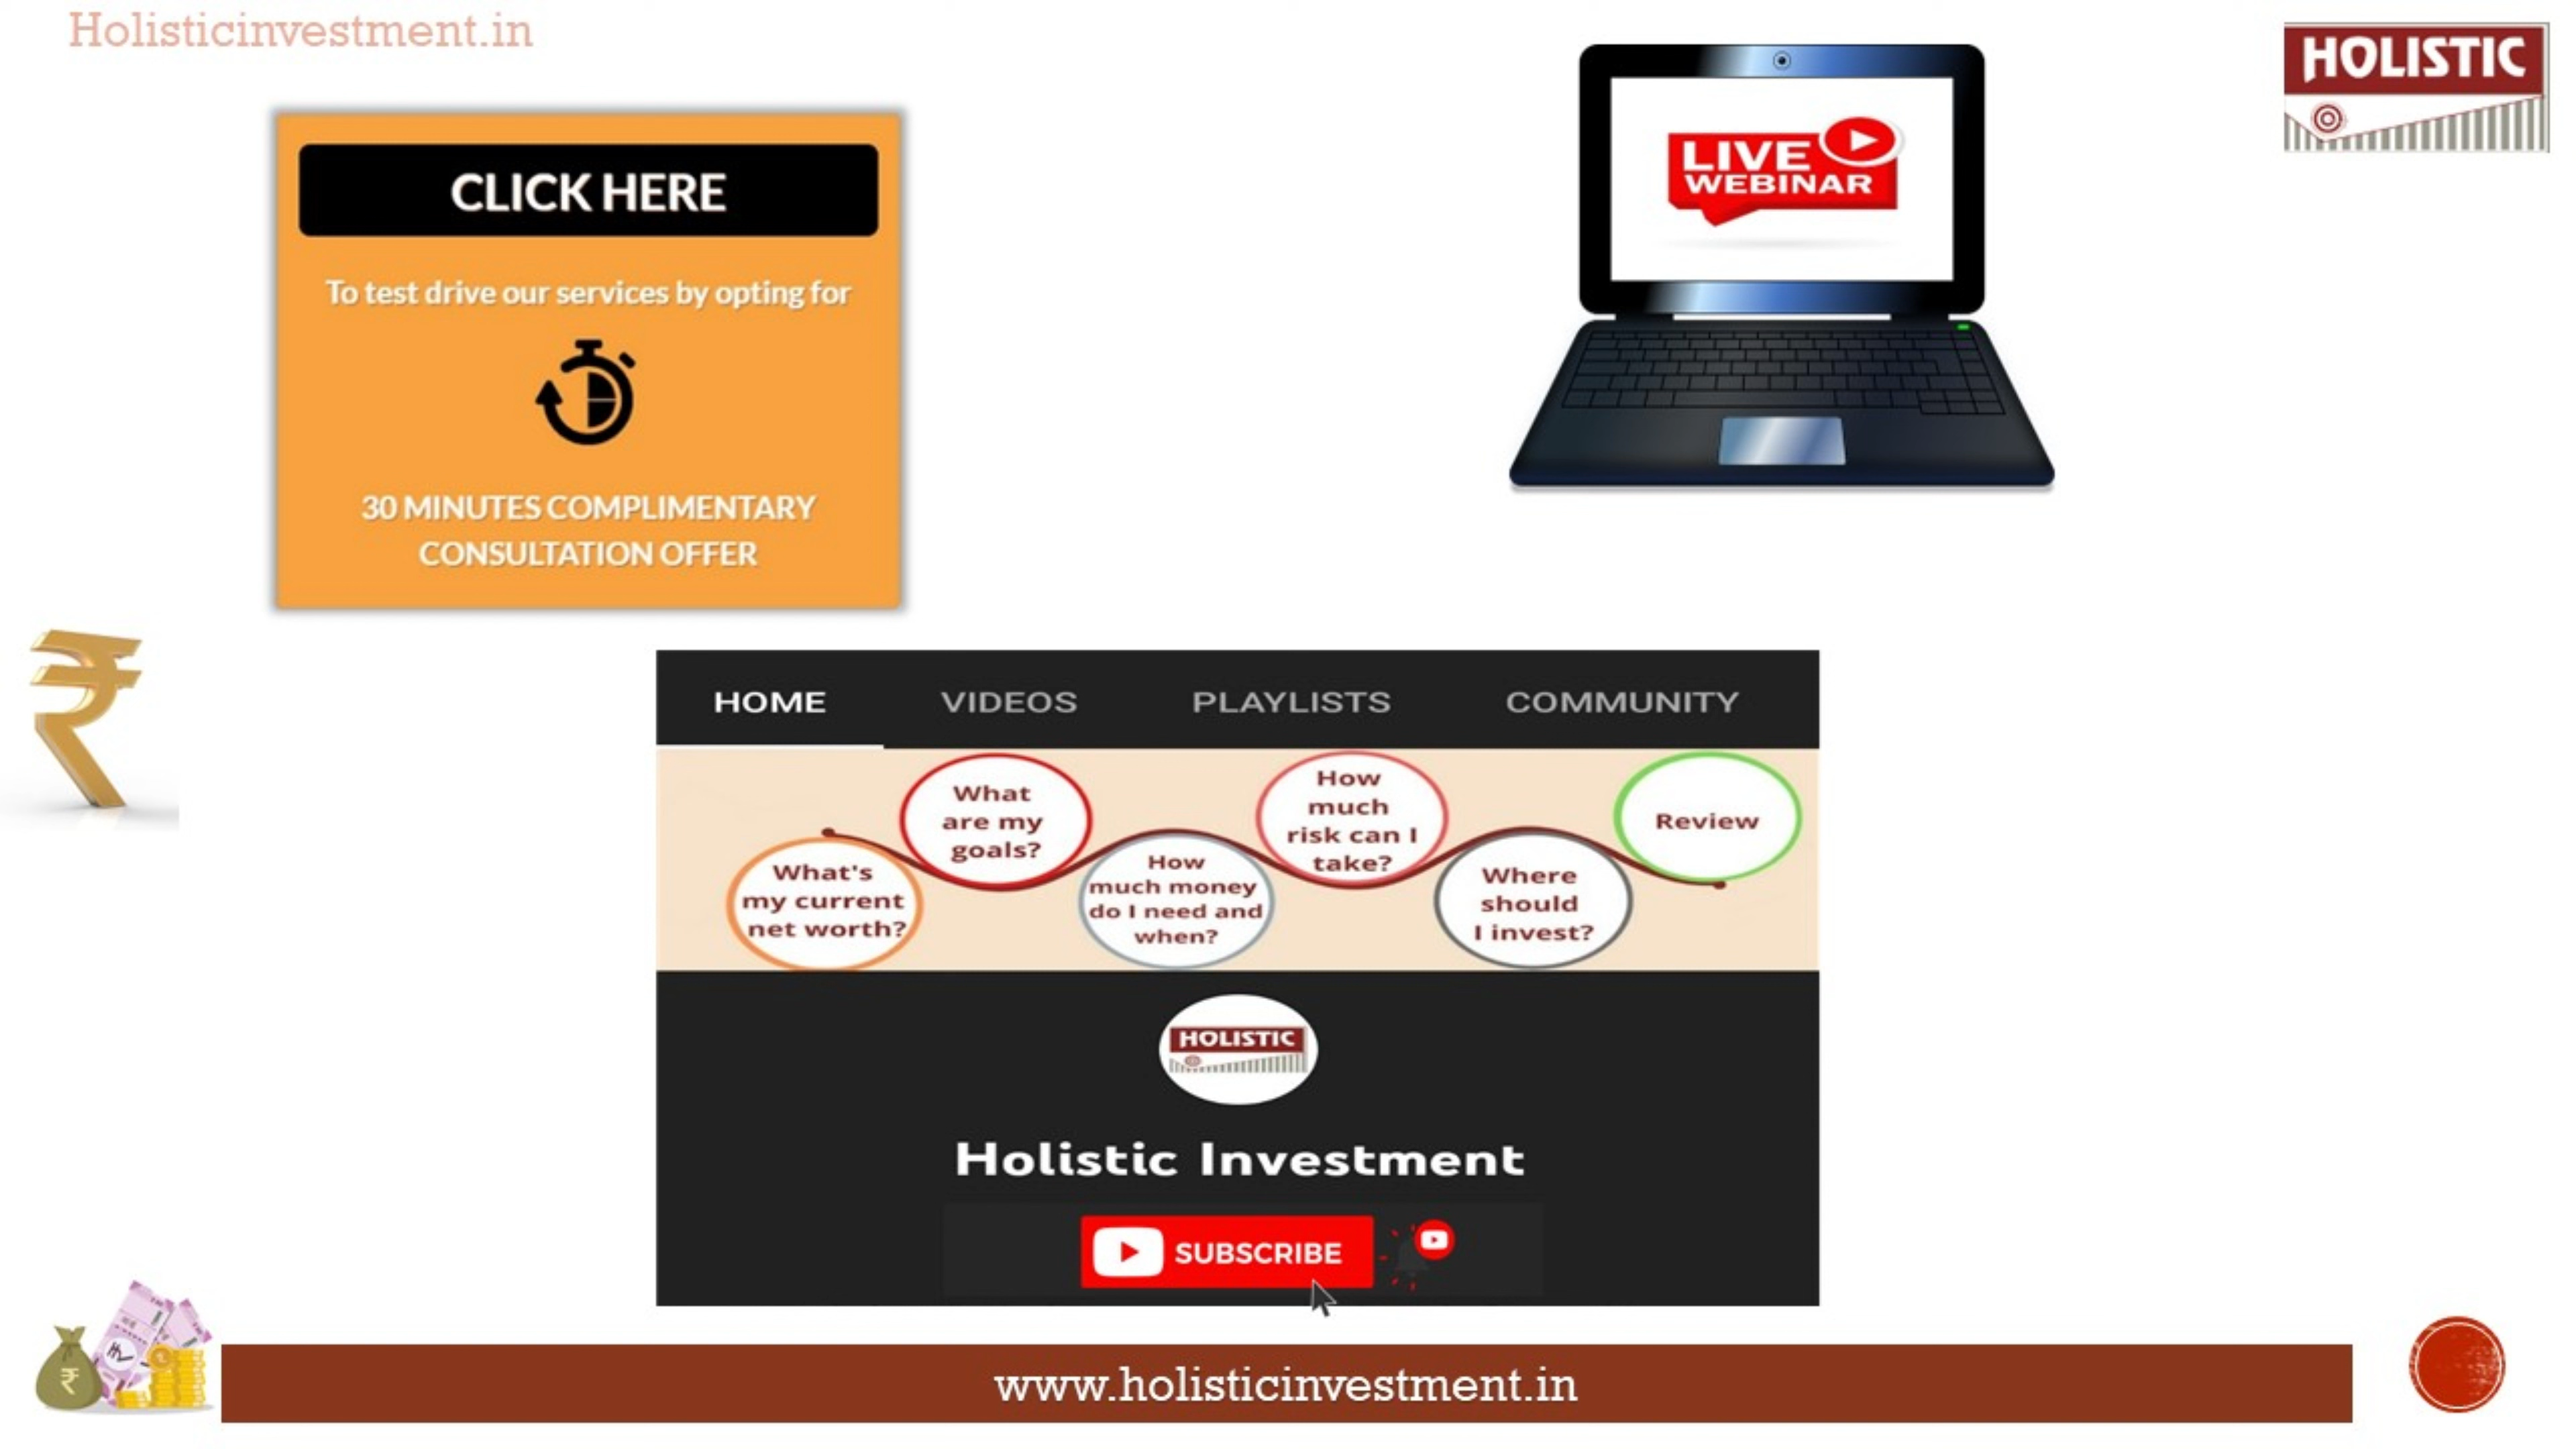 Holisticinvestment.in
HOLISTIC
CLICK HERE
To test drive our services by opting for
30 MINUTES COMPLIMENTARY
CONSULTATION OFFER
LIVE
WEBINAR
HOME VIDEOS PLAYLISTS COMMUNITY
What's
my current
net worth?
What
are my
goals?
How
much money
do I need and
when?
How
much
risk can I
take?
Where
should
I invest?
Review
HOLISTIC
Holistic Investment
SUBSCRIBE
www.holisticinvestment.in